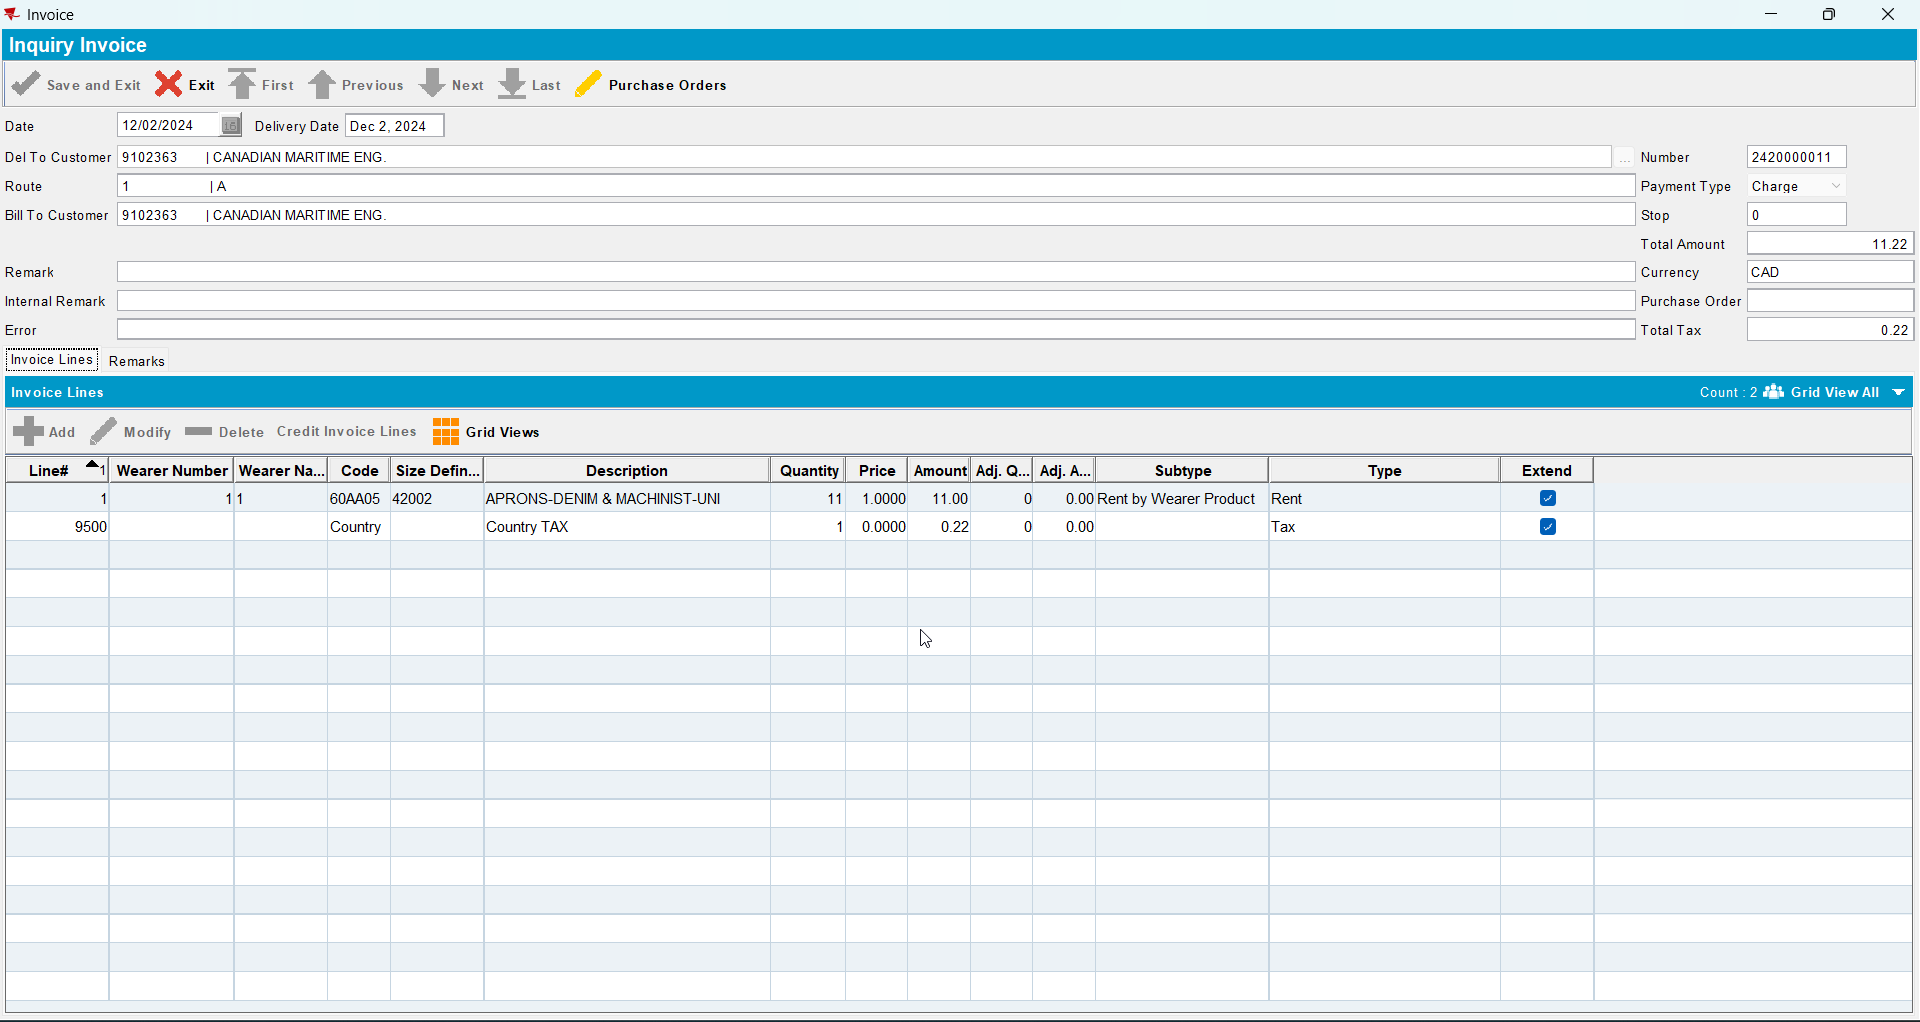 Invoice
Inquiry Invoice
Save and Exit Exit First Previous Next Last Purchase Orders
Date 12/02/2024 Delivery Date Dec 2, 2024
Del To Customer 9102363 | CANADIAN MARITIME ENG. ... Number 2420000011
Route 1 | A Payment Type Charge
Bill To Customer 9102363 | CANADIAN MARITIME ENG. Stop 0
Total Amount 11.22
Remark Currency CAD
Internal Remark Purchase Order
Error Total Tax 0.22
Invoice Lines Remarks
Invoice Lines Count : 2 Grid View All
Add Modify Delete Credit Invoice Lines Grid Views
Line# 1 Wearer Number Wearer Na... Code Size Defin... Description Quantity Price Amount Adj. Q... Adj. A... Subtype Type Extend
1 1 1 60AA05 42002 APRONS-DENIM & MACHINIST-UNI 11 1.0000 11.00 0 0.00 Rent by Wearer Product Rent
9500 Country Country TAX 1 0.0000 0.22 0 0.00 Tax